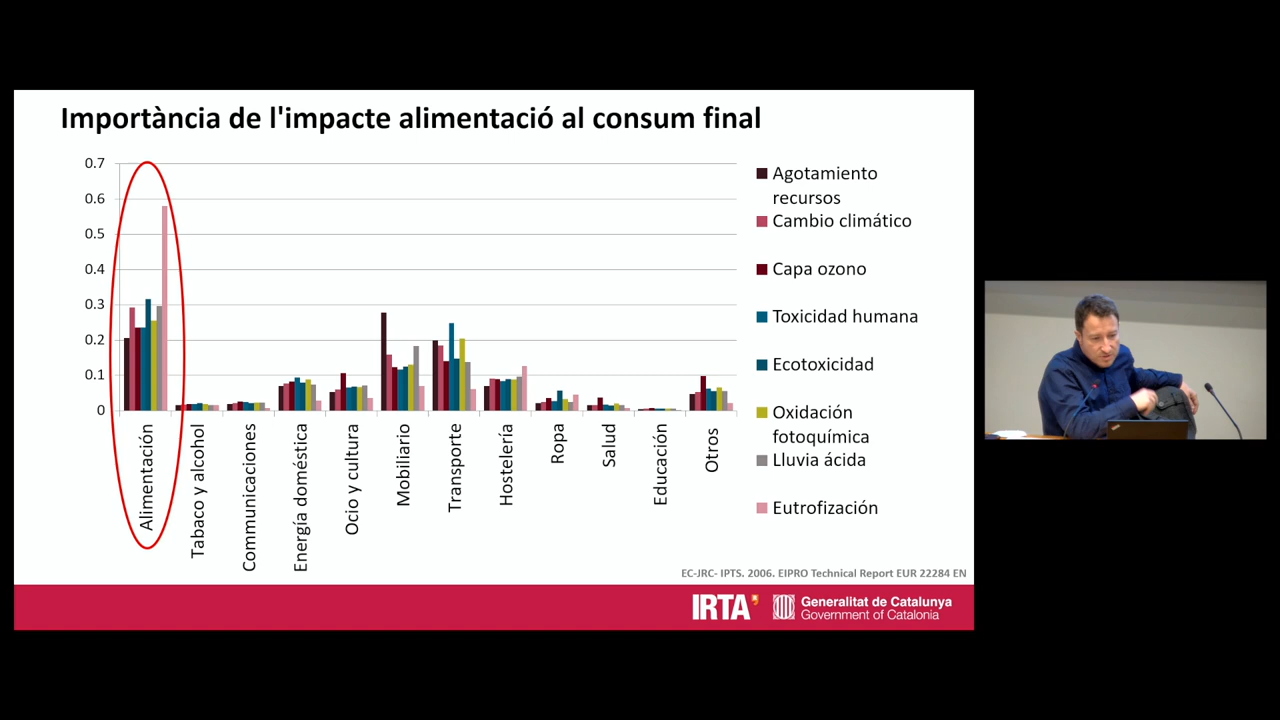 Importància de l'impacte alimentació al consum final
0.7
0.6
0.5
0.4
0.3
0.2
0.1
0
Alimentación
Tabaco y alcohol
Communicaciones
Energía doméstica
Ocio y cultura
Mobiliario
Transporte
Hostelería
Ropa
Salud
Educación
Otros
Agotamiento
recursos
Cambio climático
Capa ozono
Toxicidad humana
Ecotoxicidad
Oxidación
fotoquímica
Lluvia ácida
Eutrofización
EC-JRC- IPTS. 2006. EIPRO Technical Report EUR 22284 EN
IRTA
Generalitat de Catalunya
Government of Catalonia